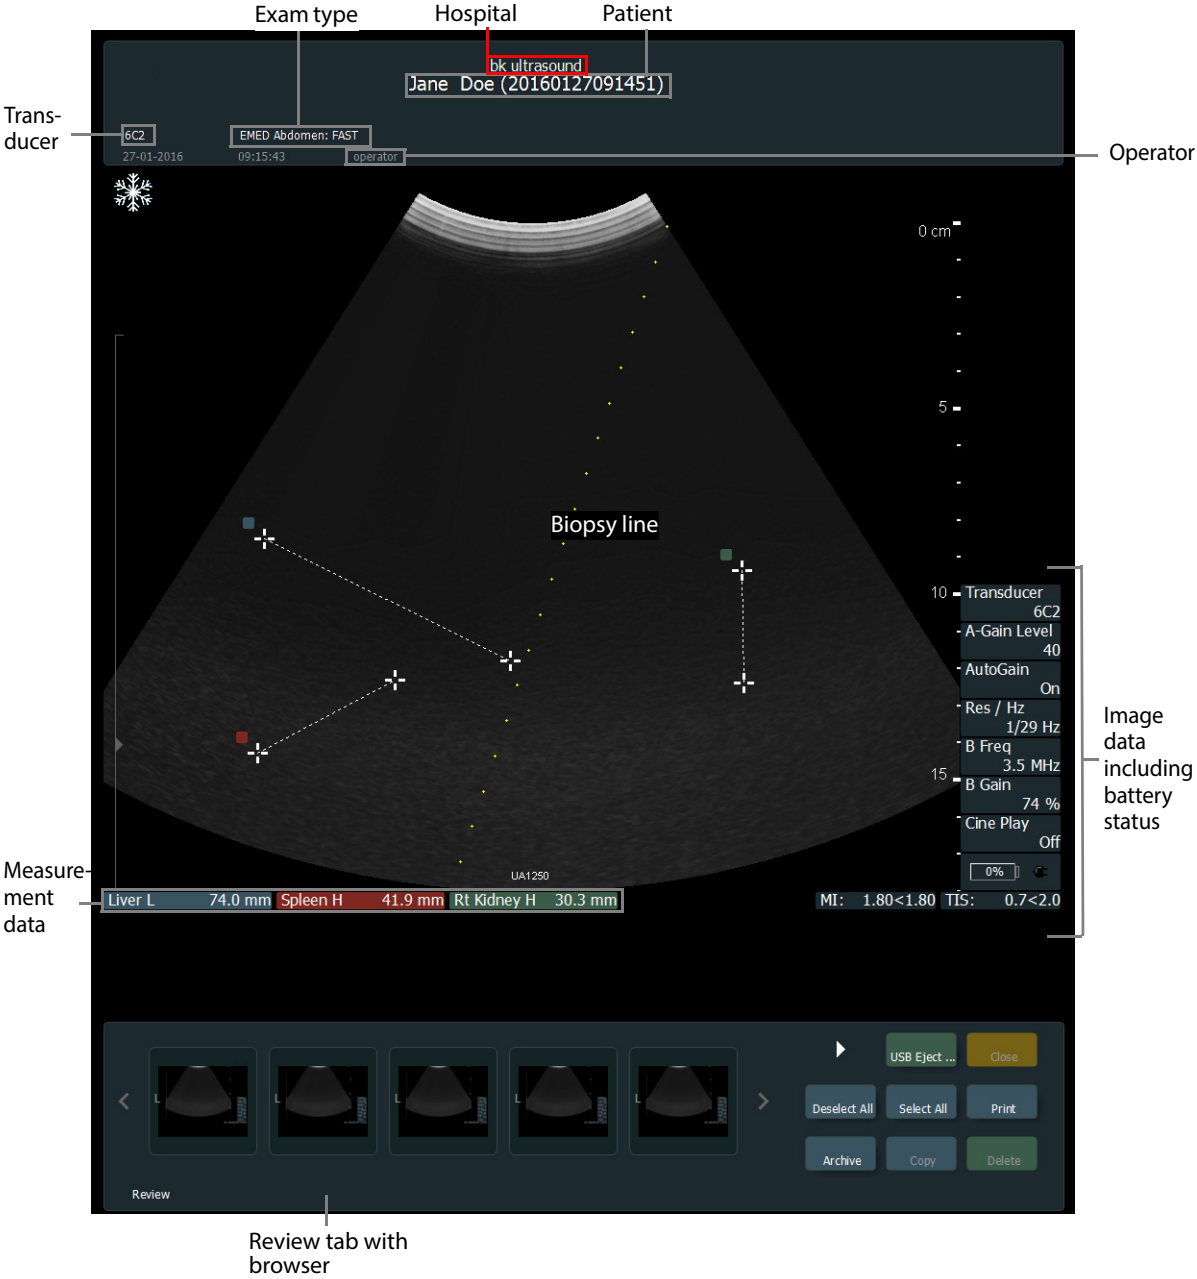 Exam type
Hospital
Patient
bk ultrasound
Jane Doe (20160127091451)
Trans-
ducer
6C2
EMED Abdomen: FAST
27-01-2016
09:15:43
operator
Operator
0 cm
5
Biopsy line
10
15
Transducer
6C2
A-Gain Level
40
AutoGain
On
Res / Hz
1/29 Hz
B Freq
3.5 MHz
B Gain
74 %
Cine Play
Off
0%
Image
data
including
battery
status
UA1250
Measure-
ment
data
Liver L 74.0 mm
Spleen H 41.9 mm
Rt Kidney H 30.3 mm
MI: 1.80<1.80 TIS: 0.7<2.0
L
L
L
L
L
USB Eject ...
Close
Deselect All
Select All
Print
Archive
Copy
Delete
Review
Review tab with
browser